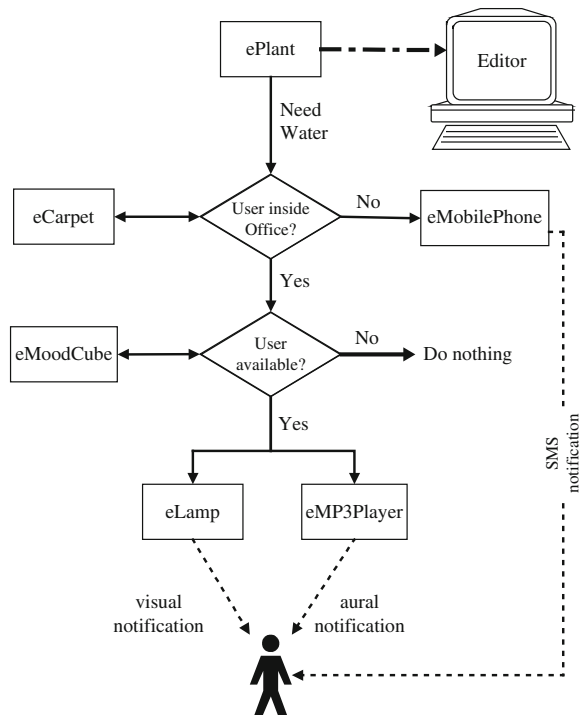 ePlant
Editor
Need
Water
eCarpet
User inside
Office?
No
eMobilePhone
Yes
eMoodCube
User
available?
No
Do nothing
Yes
SMS
notification
eLamp
eMP3Player
visual
notification
aural
notification